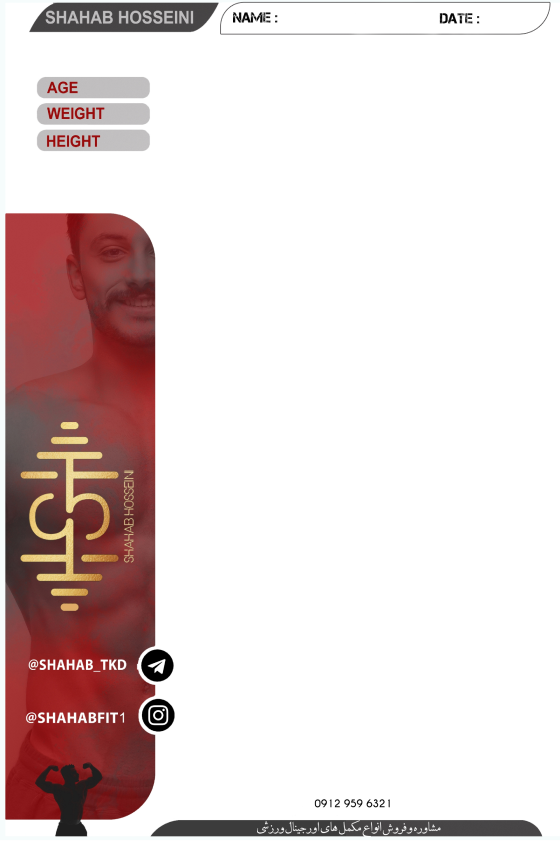 SHAHAB HOSSEINI
NAME :
DATE :
AGE
WEIGHT
HEIGHT
SHAHAB HOSSEINI
@SHAHAB_TKD
@SHAHABFIT1
0912 959 6321
مشاوره و فروش انواع مکمل های اورجینال ورزشی